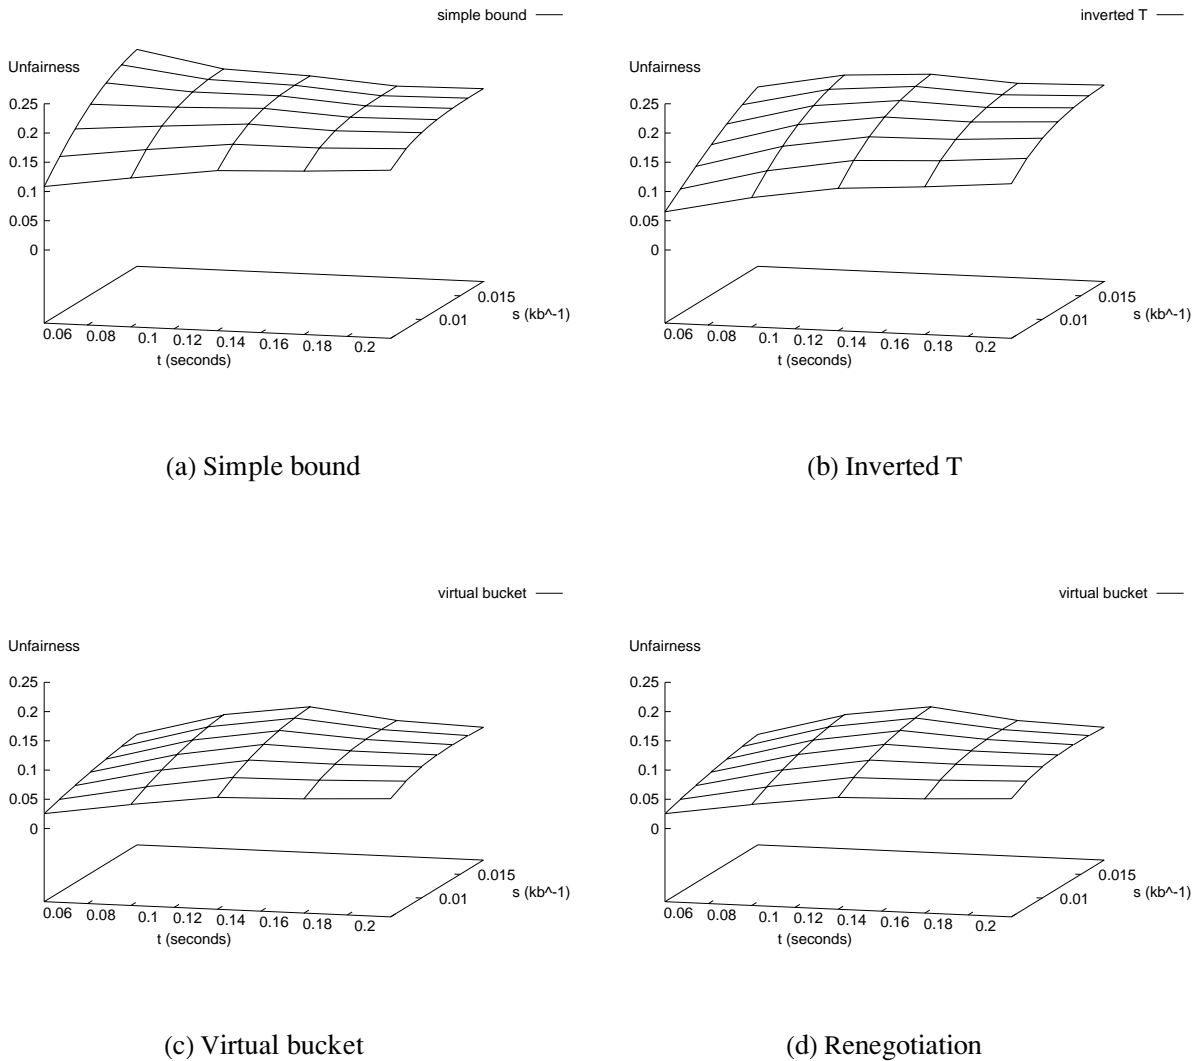 simple bound
Unfairness
0.25
0.2
0.15
0.1
0.05
0
0.06 0.08 0.1 0.12 0.14 0.16 0.18 0.2
t (seconds)
0.01
0.015
s (kb^-1)
(a) Simple bound
inverted T
Unfairness
0.25
0.2
0.15
0.1
0.05
0
0.06 0.08 0.1 0.12 0.14 0.16 0.18 0.2
t (seconds)
0.01
0.015
s (kb^-1)
(b) Inverted T
virtual bucket
Unfairness
0.25
0.2
0.15
0.1
0.05
0
0.06 0.08 0.1 0.12 0.14 0.16 0.18 0.2
t (seconds)
0.01
0.015
s (kb^-1)
(c) Virtual bucket
virtual bucket
Unfairness
0.25
0.2
0.15
0.1
0.05
0
0.06 0.08 0.1 0.12 0.14 0.16 0.18 0.2
t (seconds)
0.01
0.015
s (kb^-1)
(d) Renegotiation